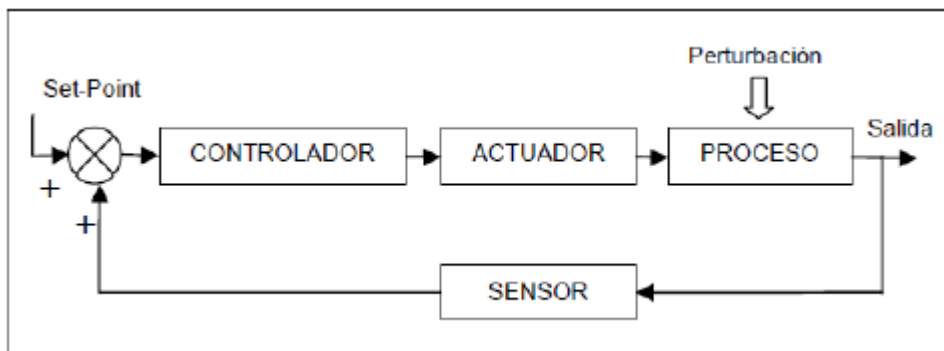 Perturbación
Set-Point
Salida
CONTROLADOR
ACTUADOR
PROCESO
+
+
SENSOR